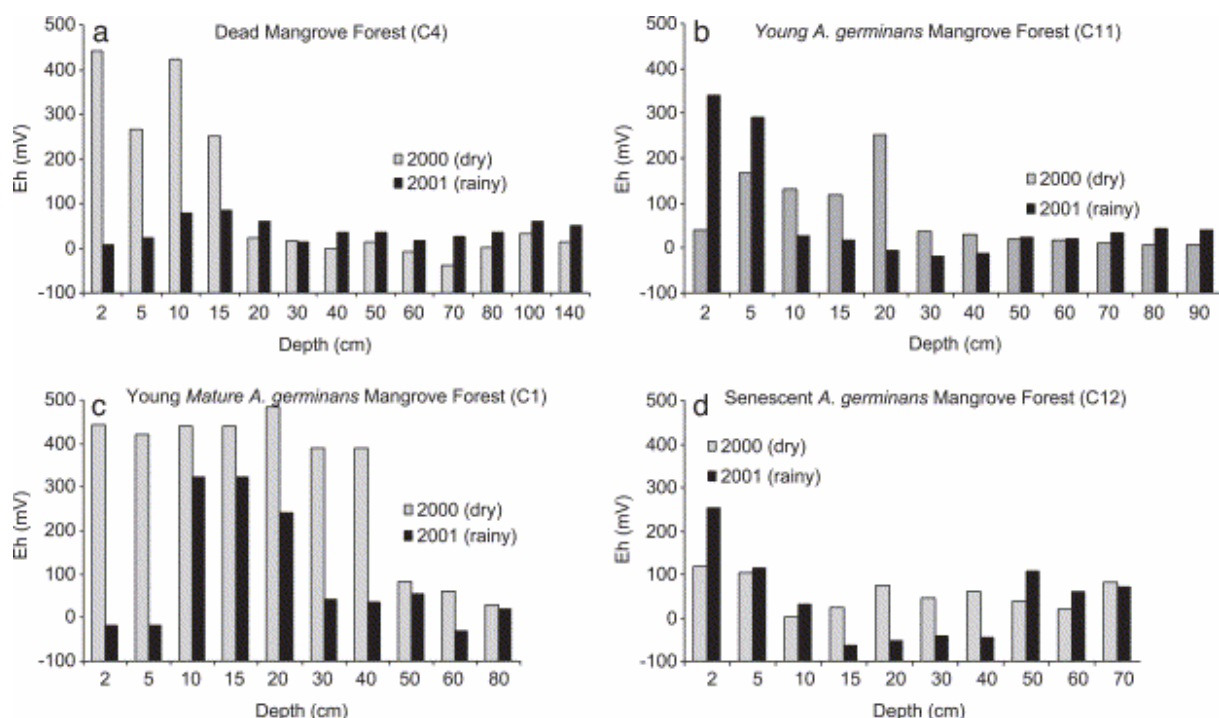 a
Dead Mangrove Forest (C4)
500
400
300
200
100
0
-100
Eh (mV)
2000 (dry)
2001 (rainy)
2 5 10 15 20 30 40 50 60 70 80 100 140
Depth (cm)
b
Young A. germinans Mangrove Forest (C11)
500
400
300
200
100
0
-100
Eh (mV)
2000 (dry)
2001 (rainy)
2 5 10 15 20 30 40 50 60 70 80 90
Depth (cm)
c
Young Mature A. germinans Mangrove Forest (C1)
500
400
300
200
100
0
-100
Eh (mV)
2000 (dry)
2001 (rainy)
2 5 10 15 20 30 40 50 60 80
Depth (cm)
d
Senescent A. germinans Mangrove Forest (C12)
500
400
300
200
100
0
-100
Eh (mV)
2000 (dry)
2001 (rainy)
2 5 10 15 20 30 40 50 60 70
Depth (cm)